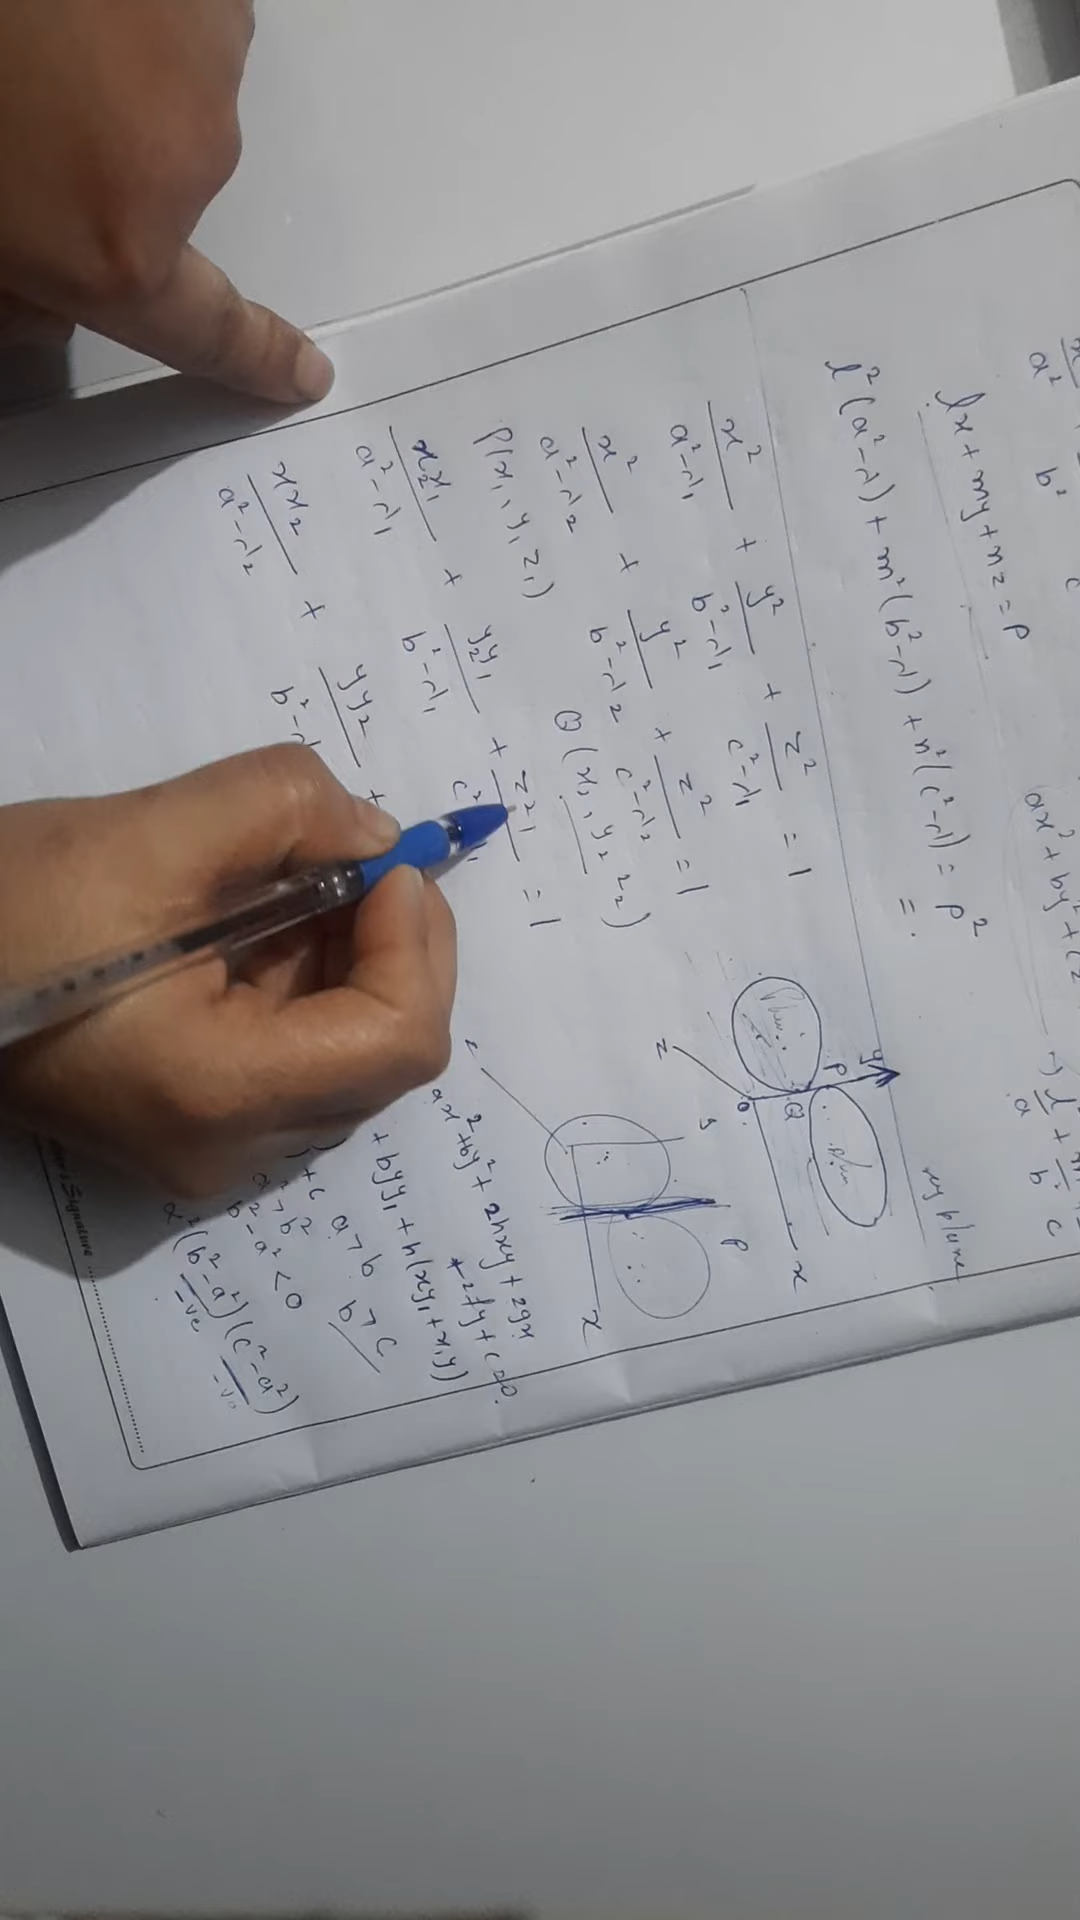 lx + my + nz = p
l²(a²-λ) + m²(b²-λ) + n²(c²-λ) = p²
=.
x²/(a²-λ₁) + y²/(b²-λ₁) + z²/(c²-λ₁) = 1
x²/(a²-λ₂) + y²/(b²-λ₂) + z²/(c²-λ₂) = 1
P(x₁ y₁ z₁) Q(x₂, y₂ z₂)
x₂x₁/(a²-λ₁) + y₂y₁/(b²-λ₁) + z₂z₁/(c²-λ₁) = 1
xx₂/(a²-λ₂) + yy₂/b²- +
ax² + by² + cz
y
P
Q
o
z
x
xy plane
P
x
ax² + by² + 2hxy + 2gx
+ 2fy + c = 0
+ byy₁ + h(xy₁ + x₁y)
} + c a > b > c
a² > b²
b² - a² < 0
a²(b² - a²)(c² - a²)
-ve
Signature